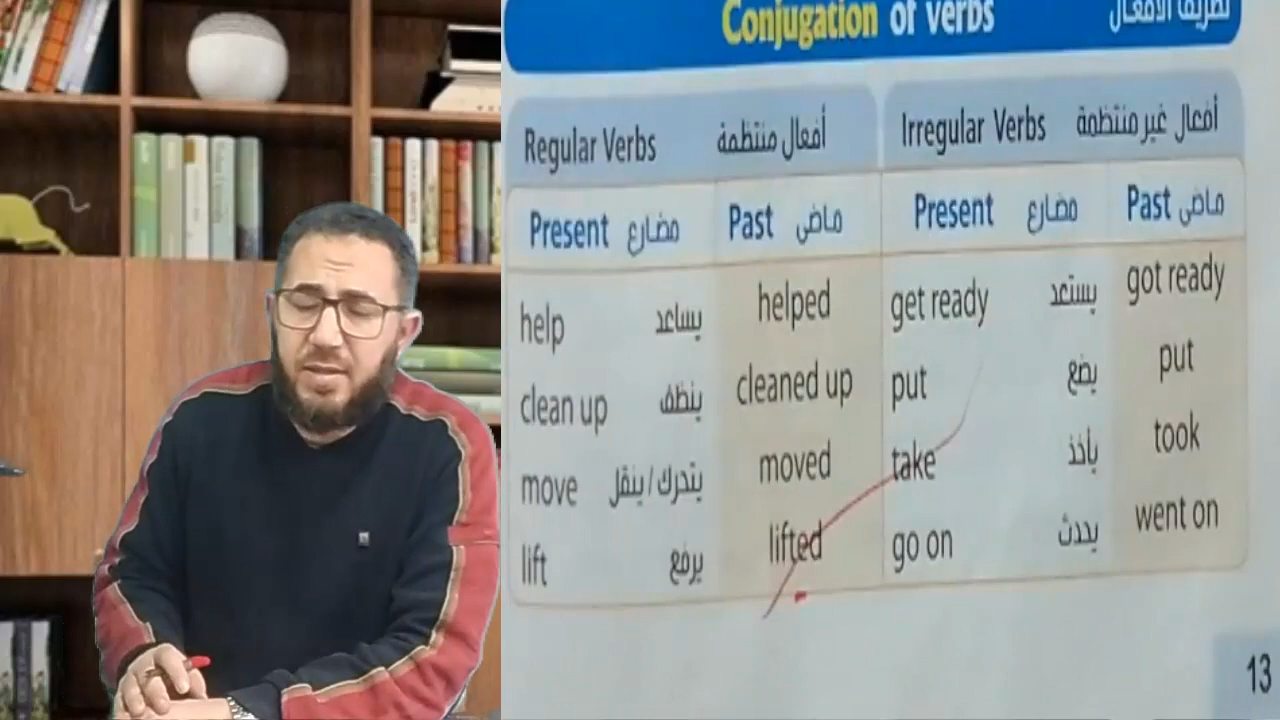 Conjugation of verbs تصريف الأفعال
Regular Verbs أفعال منتظمة Irregular Verbs أفعال غير منتظمة
Present مضارع Past ماضى Present مضارع Past ماضى
help يساعد helped get ready يستعد got ready
clean up ينظف cleaned up put يضع put
move يتحرك / ينقل moved take يأخذ took
lift يرفع lifted go on يحدث went on
13